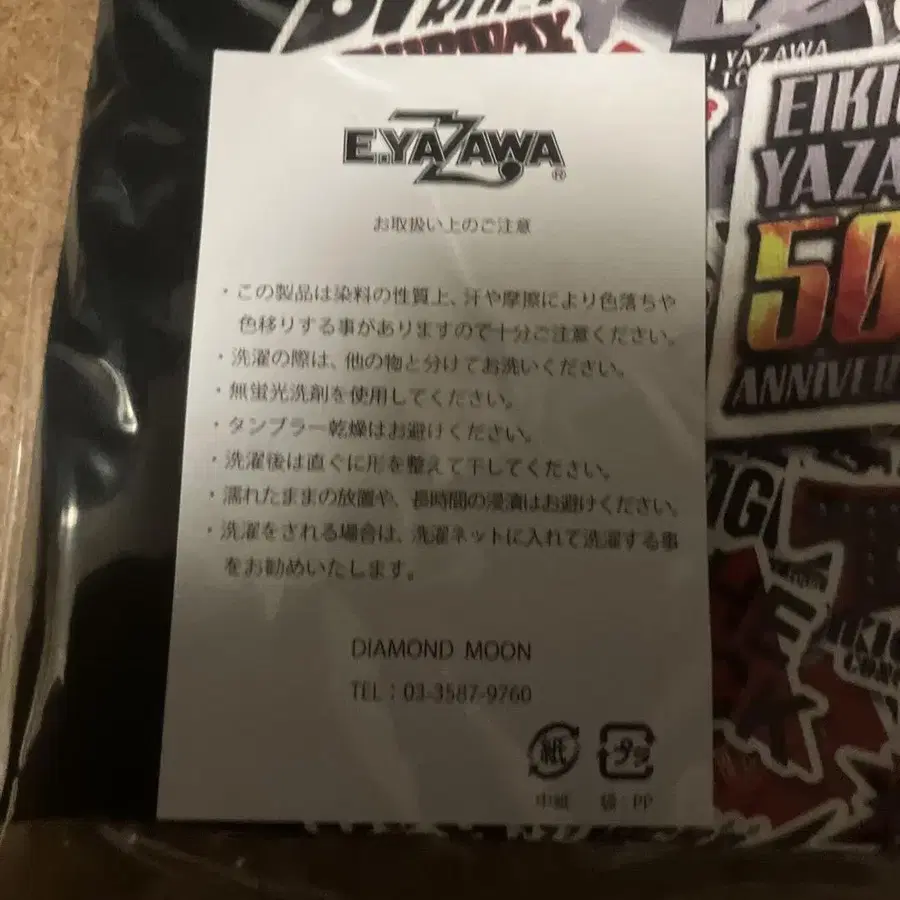 E.YAZAWA®
お取扱い上のご注意
・この製品は染料の性質上、汗や摩擦により色落ちや
色移りする事がありますので十分ご注意ください。
・洗濯の際は、他の物と分けてお洗いください。
・無蛍光洗剤を使用してください。
・タンブラー乾燥はお避けください。
・洗濯後は直ぐに形を整えて干してください。
・濡れたままの放置や、長時間の浸漬はお避けください。
・洗濯をされる場合は、洗濯ネットに入れて洗濯する事
をお勧めいたします。
DIAMOND MOON
TEL：03-3587-9760
紙 プラ
中紙 袋：PP
YAZAWA
EIKI
YAZA
50